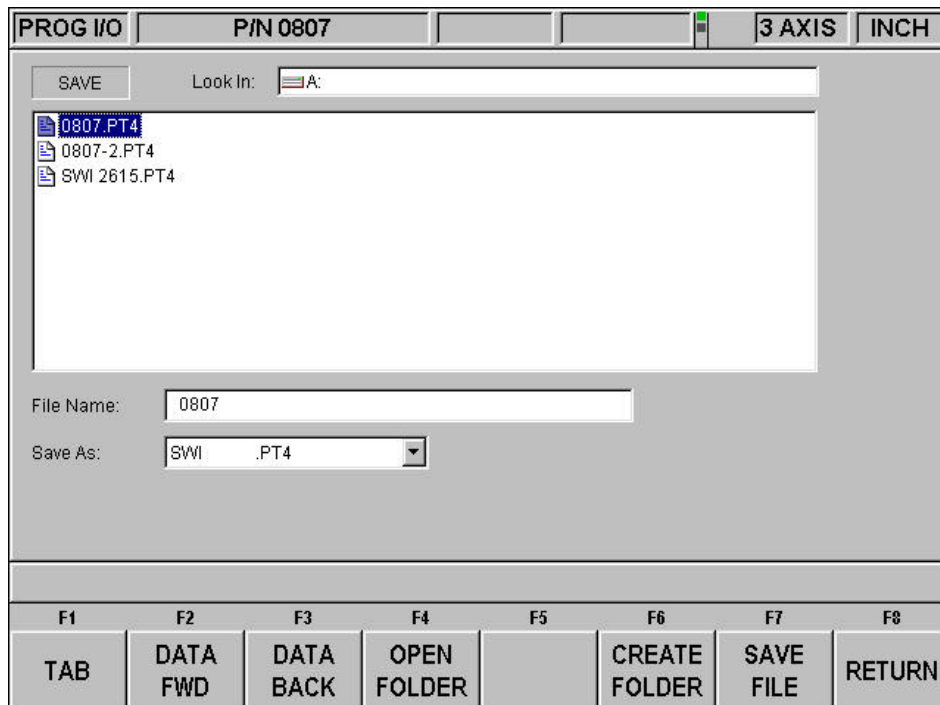 PROG I/O P/N 0807 3 AXIS INCH
SAVE Look In: A:
0807.PT4
0807-2.PT4
SWI 2615.PT4
File Name: 0807
Save As: SWI .PT4
F1 F2 F3 F4 F5 F6 F7 F8
TAB DATA FWD DATA BACK OPEN FOLDER CREATE FOLDER SAVE FILE RETURN